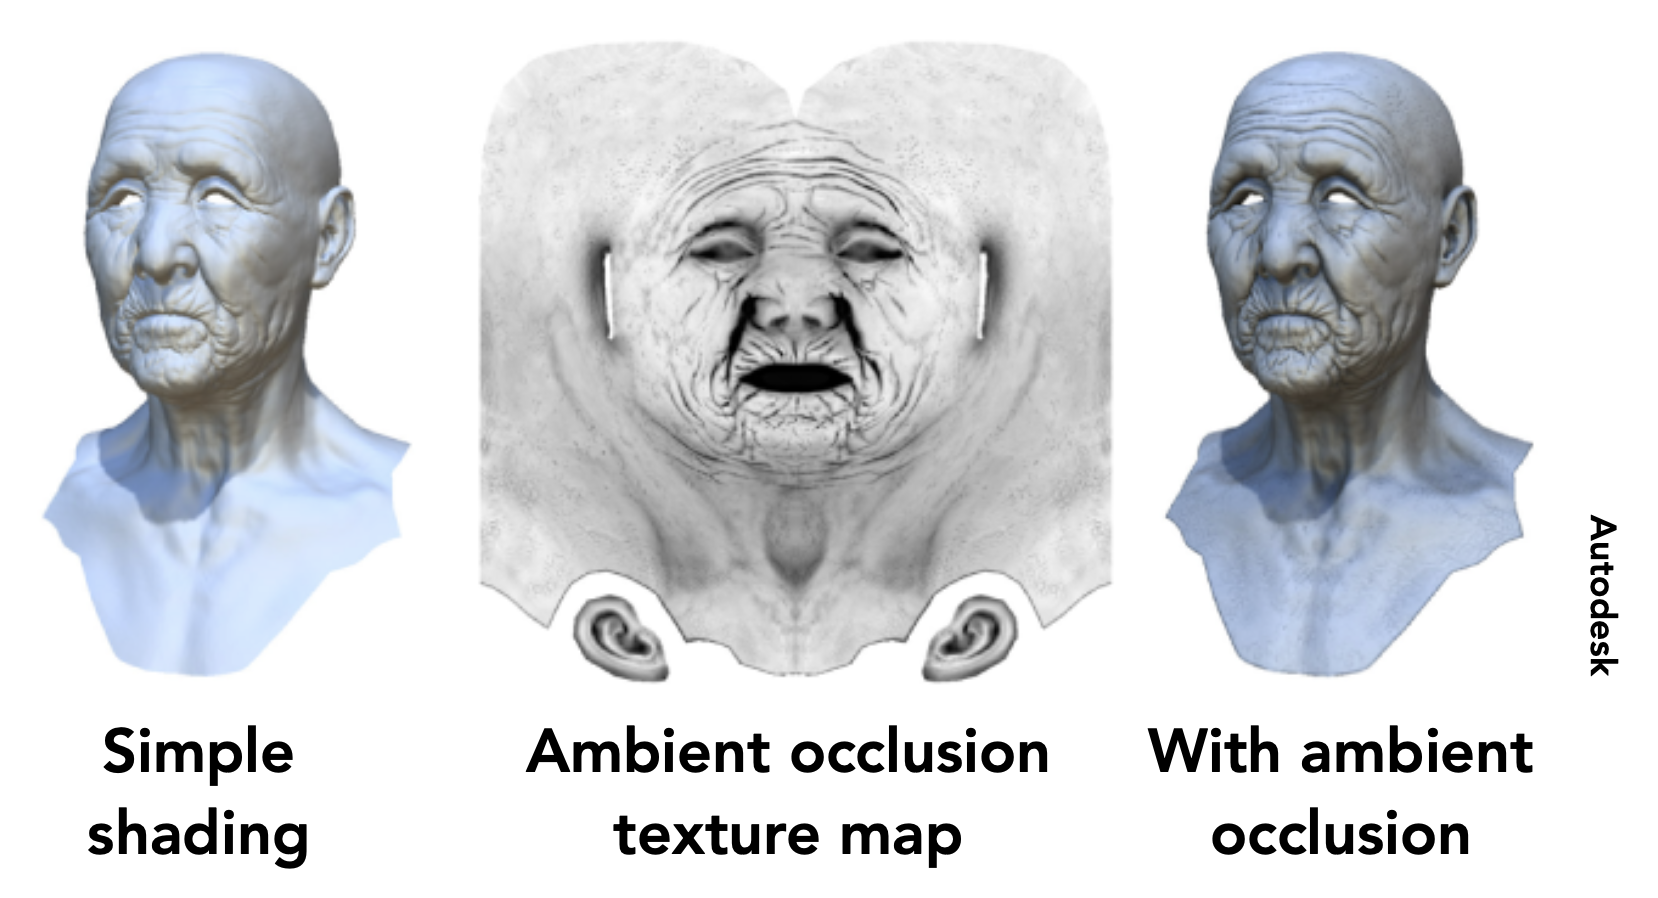 Simple
shading
Ambient occlusion
texture map
With ambient
occlusion
Autodesk